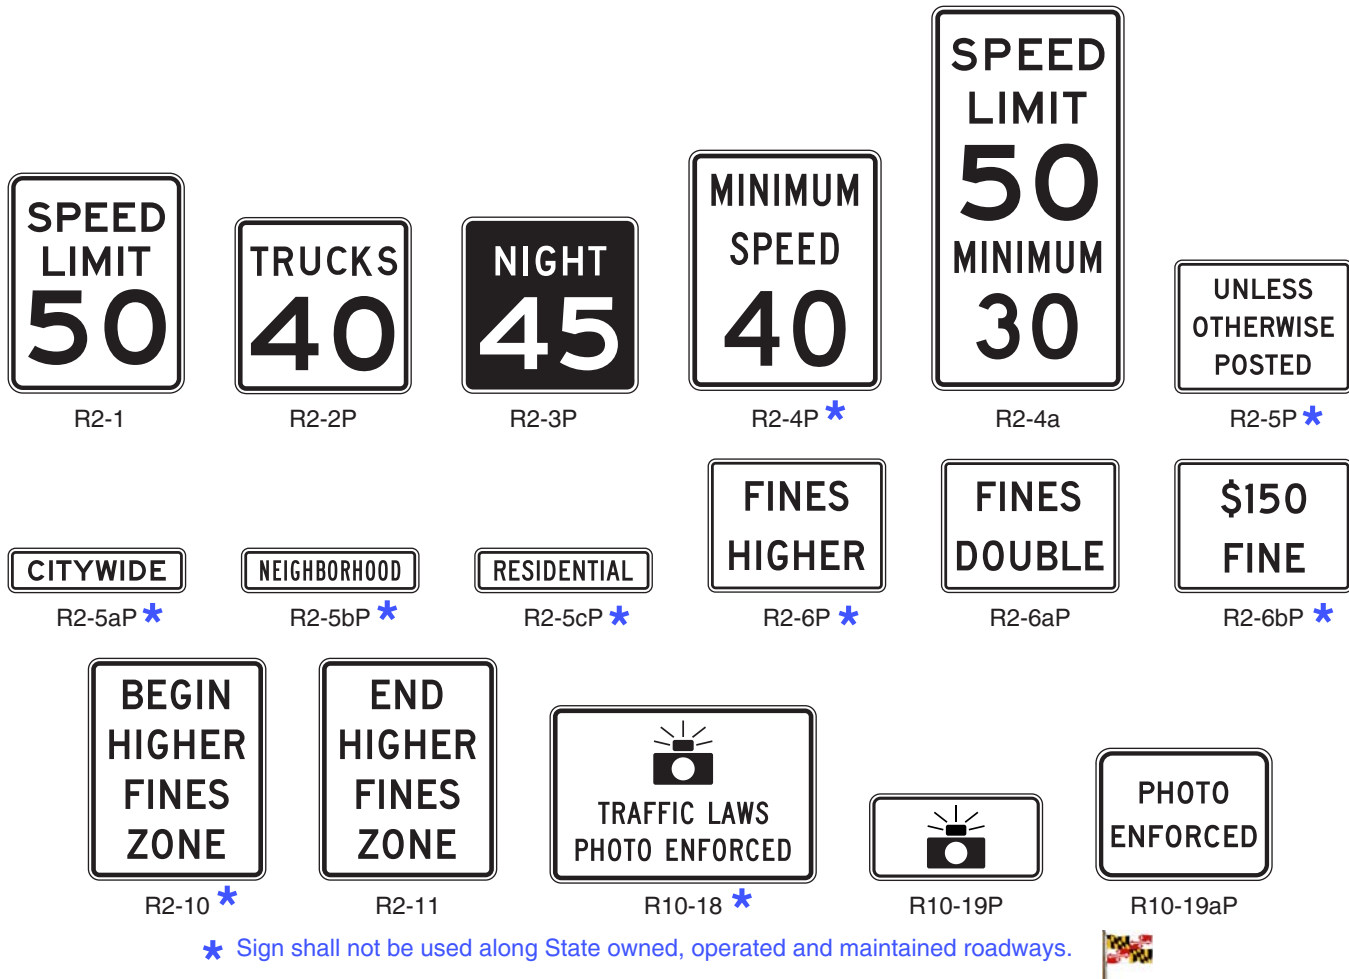 SPEED
LIMIT
50
R2-1
TRUCKS
40
R2-2P
NIGHT
45
R2-3P
MINIMUM
SPEED
40
R2-4P *
SPEED
LIMIT
50
MINIMUM
30
R2-4a
UNLESS
OTHERWISE
POSTED
R2-5P *
CITYWIDE
R2-5aP *
NEIGHBORHOOD
R2-5bP *
RESIDENTIAL
R2-5cP *
FINES
HIGHER
R2-6P *
FINES
DOUBLE
R2-6aP
$150
FINE
R2-6bP *
BEGIN
HIGHER
FINES
ZONE
R2-10 *
END
HIGHER
FINES
ZONE
R2-11
TRAFFIC LAWS
PHOTO ENFORCED
R10-18 *
R10-19P
PHOTO
ENFORCED
R10-19aP
* Sign shall not be used along State owned, operated and maintained roadways.